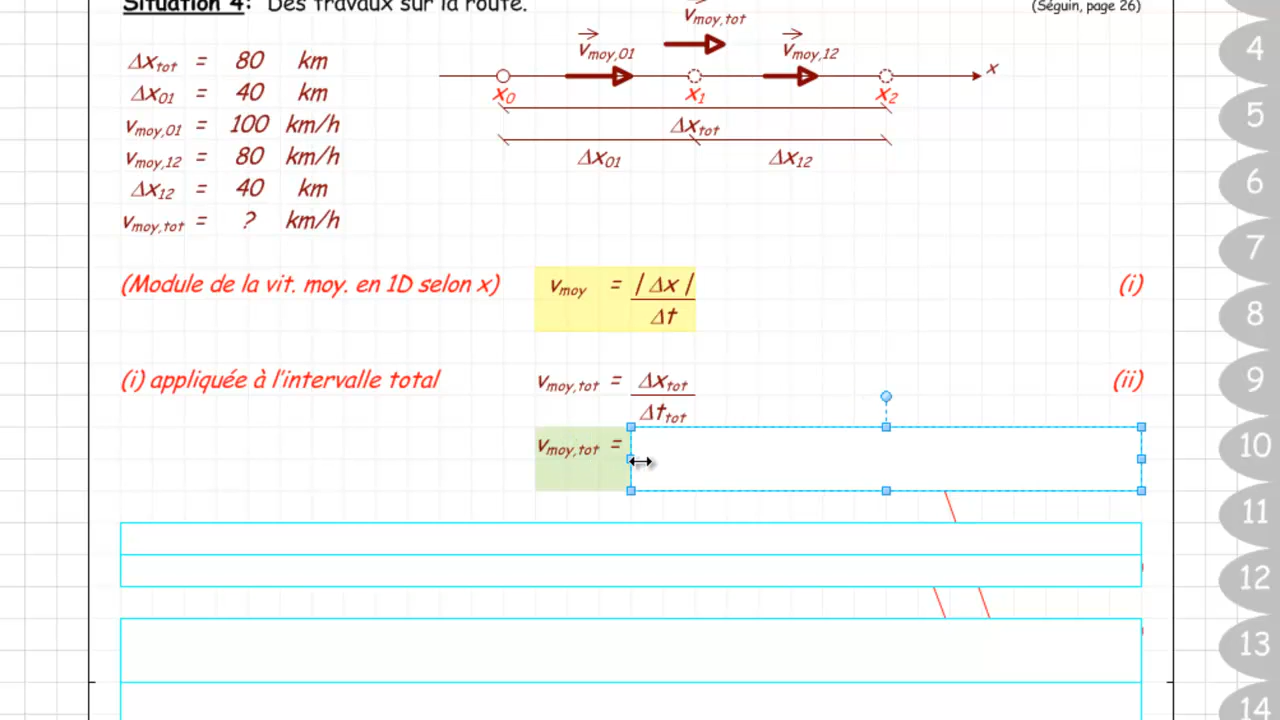 Situation 4: Des travaux sur la route.
(Séguin, page 26)
v moy,tot
v moy,01
v moy,12
x
x0 x1 x2
Δxtot
Δx01 Δx12
Δxtot = 80 km
Δx01 = 40 km
vmoy,01 = 100 km/h
vmoy,12 = 80 km/h
Δx12 = 40 km
vmoy,tot = ? km/h
(Module de la vit. moy. en 1D selon x) vmoy = |Δx| / Δt (i)
(i) appliquée à l'intervalle total vmoy,tot = Δxtot / Δttot (ii)
vmoy,tot =
4
5
6
7
8
9
10
11
12
13
14